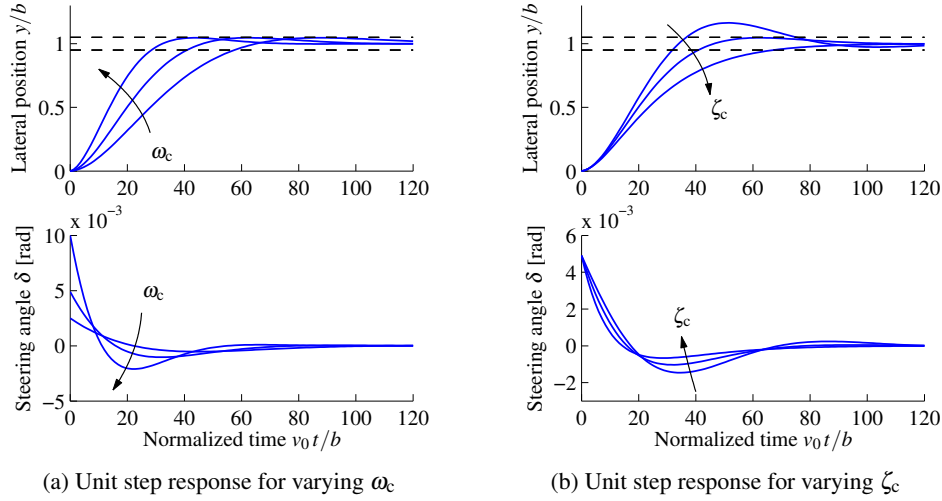 Lateral position y/b
1
0.5
0
ω_c
0 20 40 60 80 100 120
x 10⁻³
Steering angle δ [rad]
10
5
0
−5
ω_c
0 20 40 60 80 100 120
Normalized time v₀ t/b
(a) Unit step response for varying ω_c
Lateral position y/b
1
0.5
0
ζ_c
0 20 40 60 80 100 120
x 10⁻³
Steering angle δ [rad]
6
4
2
0
−2
ζ_c
0 20 40 60 80 100 120
Normalized time v₀ t/b
(b) Unit step response for varying ζ_c